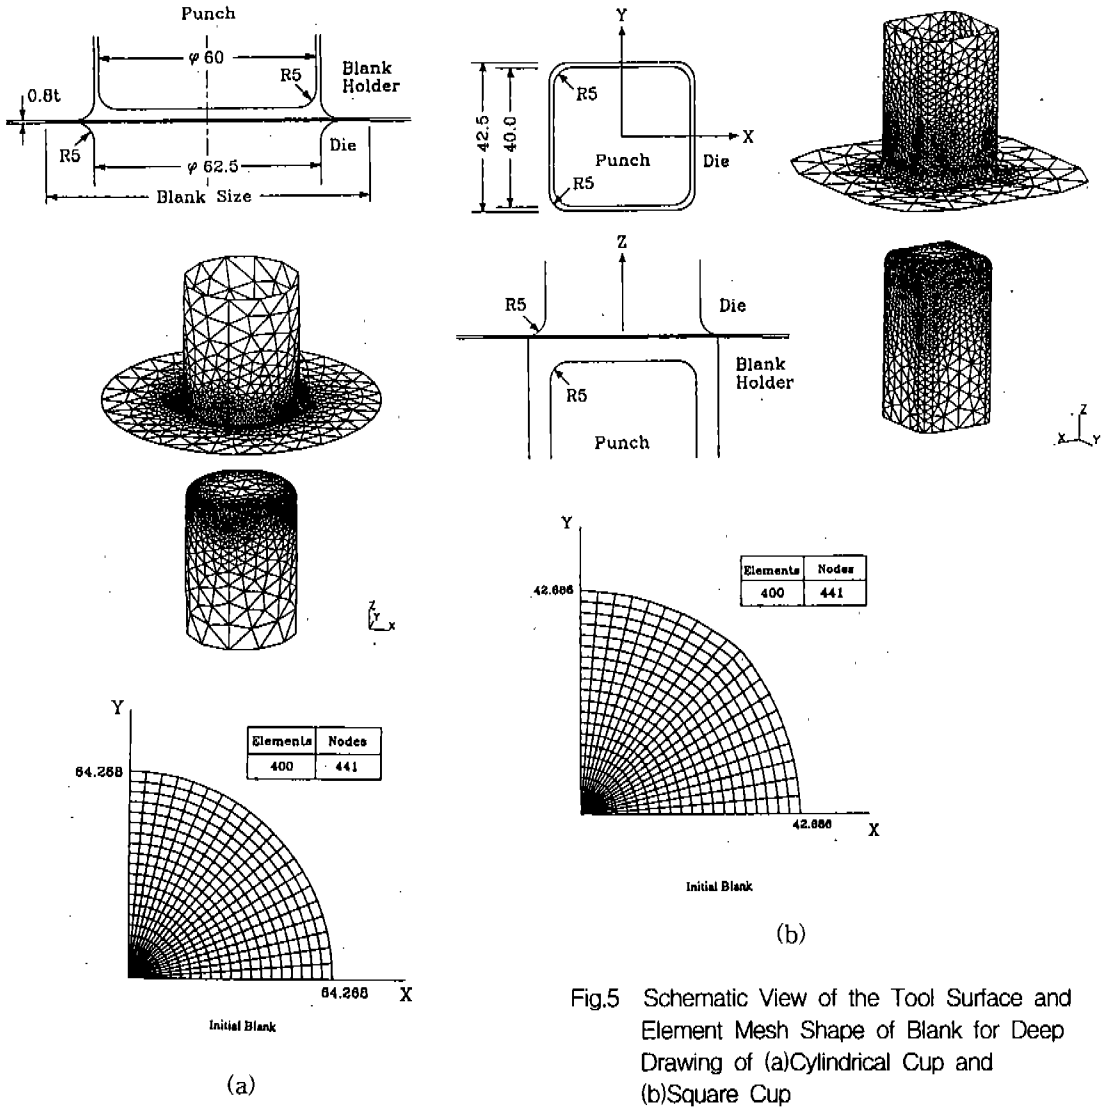 Punch
φ 60
R5
Blank
Holder
0.8t
R5
Die
φ 62.5
Blank Size
Z
Y
X
Y
Elements Nodes
400 441
64.268
64.268
X
Initial Blank
(a)
Y
R5
42.5
40.0
X
Punch
Die
R5
Z
R5
Die
Blank
Holder
R5
Punch
Z
X
Y
Y
Elements Nodes
400 441
42.686
42.686
X
Initial Blank
(b)
Fig.5 Schematic View of the Tool Surface and
Element Mesh Shape of Blank for Deep
Drawing of (a)Cylindrical Cup and
(b)Square Cup